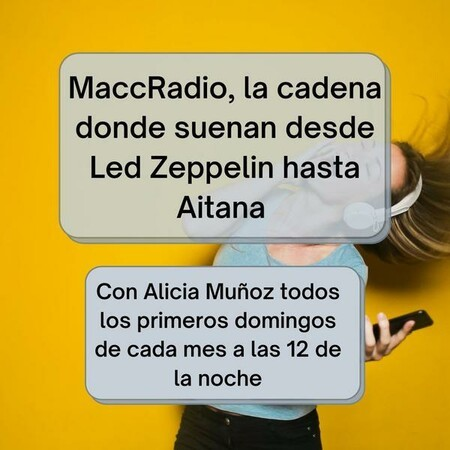 MaccRadio, la cadena
donde suenan desde
Led Zeppelin hasta
Aitana
Con Alicia Muñoz todos
los primeros domingos
de cada mes a las 12 de
la noche